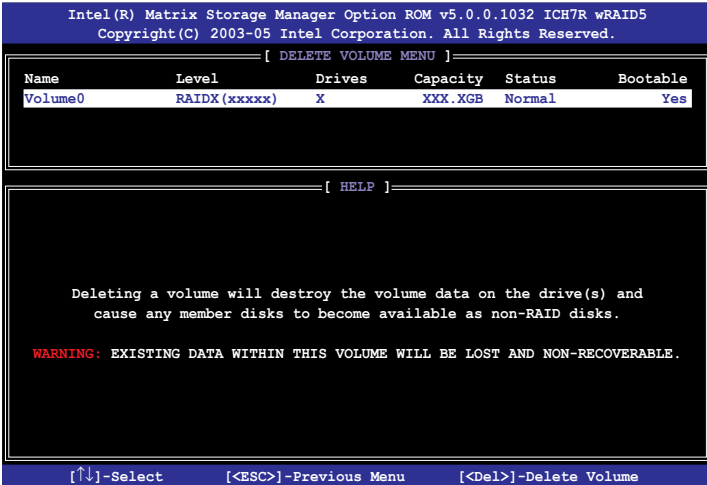 Intel(R) Matrix Storage Manager Option ROM v5.0.0.1032 ICH7R wRAID5
Copyright(C) 2003-05 Intel Corporation. All Rights Reserved.
[ DELETE VOLUME MENU ]
Name Level Drives Capacity Status Bootable
Volume0 RAIDX(xxxxx) X XXX.XGB Normal Yes
[ HELP ]
Deleting a volume will destroy the volume data on the drive(s) and
cause any member disks to become available as non-RAID disks.
WARNING: EXISTING DATA WITHIN THIS VOLUME WILL BE LOST AND NON-RECOVERABLE.
[↑↓]-Select [<ESC>]-Previous Menu [<Del>]-Delete Volume